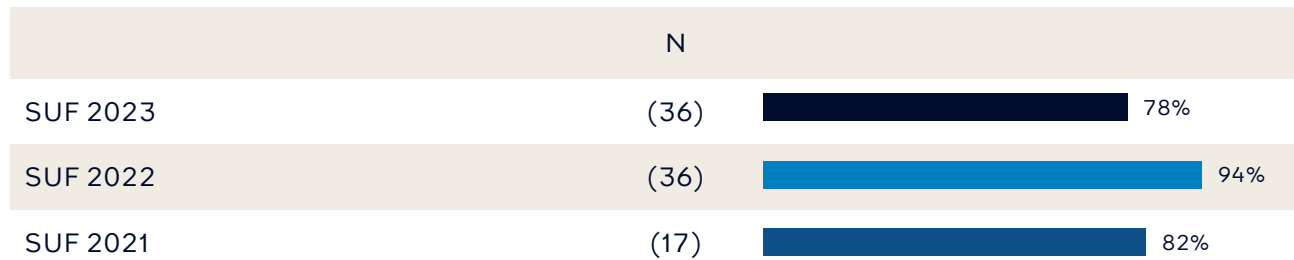 N
SUF 2023 (36) 78%
SUF 2022 (36) 94%
SUF 2021 (17) 82%